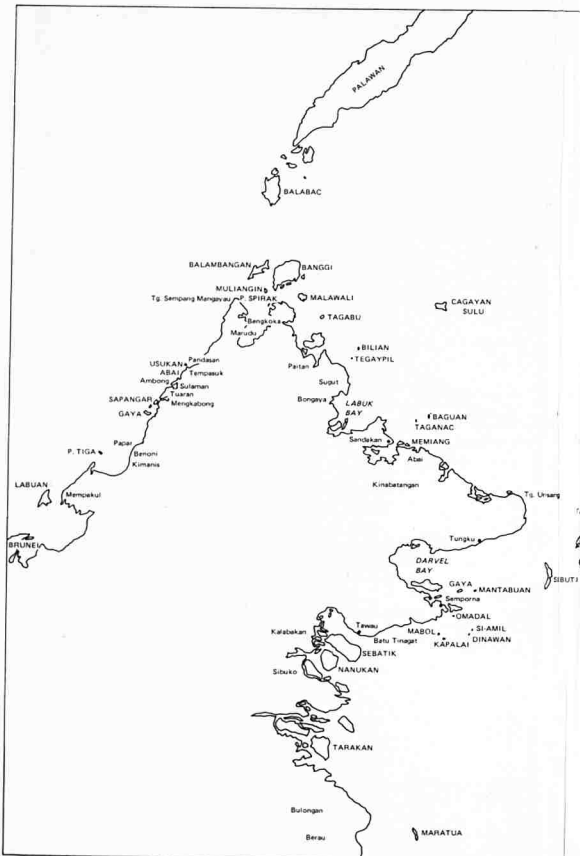 PALAWAN
BALABAC
BALAMBANGAN
BANGGI
MULIANGIN
Tg. Sempang Mangayau
P. SPIRAK
MALAWALI
CAGAYAN
SULU
Bengkoka
TAGABU
Marudu
BILIAN
Pandasan
USUKAN
TEGAYPIL
Paitan
ABAI
Tempasuk
Ambong
Sulaman
Sugut
Tuaran
SAPANGAR
Mengkabong
Bongaya
LABUK
BAY
GAYA
BAGUAN
TAGANAC
Papar
Sandakan
MEMIANG
P. TIGA
Benoni
Abai
Kimanis
LABUAN
Kinabatangan
Mempakul
Tg. Unsang
BRUNEI
Tungku
DARVEL
BAY
SIBUTU
GAYA
MANTABUAN
Semporna
OMADAL
Kalabakan
Tawau
MABOL
SI-AMIL
Batu Tinagat
DINAWAN
KAPALAI
SEBATIK
Sibuko
NANUKAN
TARAKAN
Bulongan
Berau
MARATUA